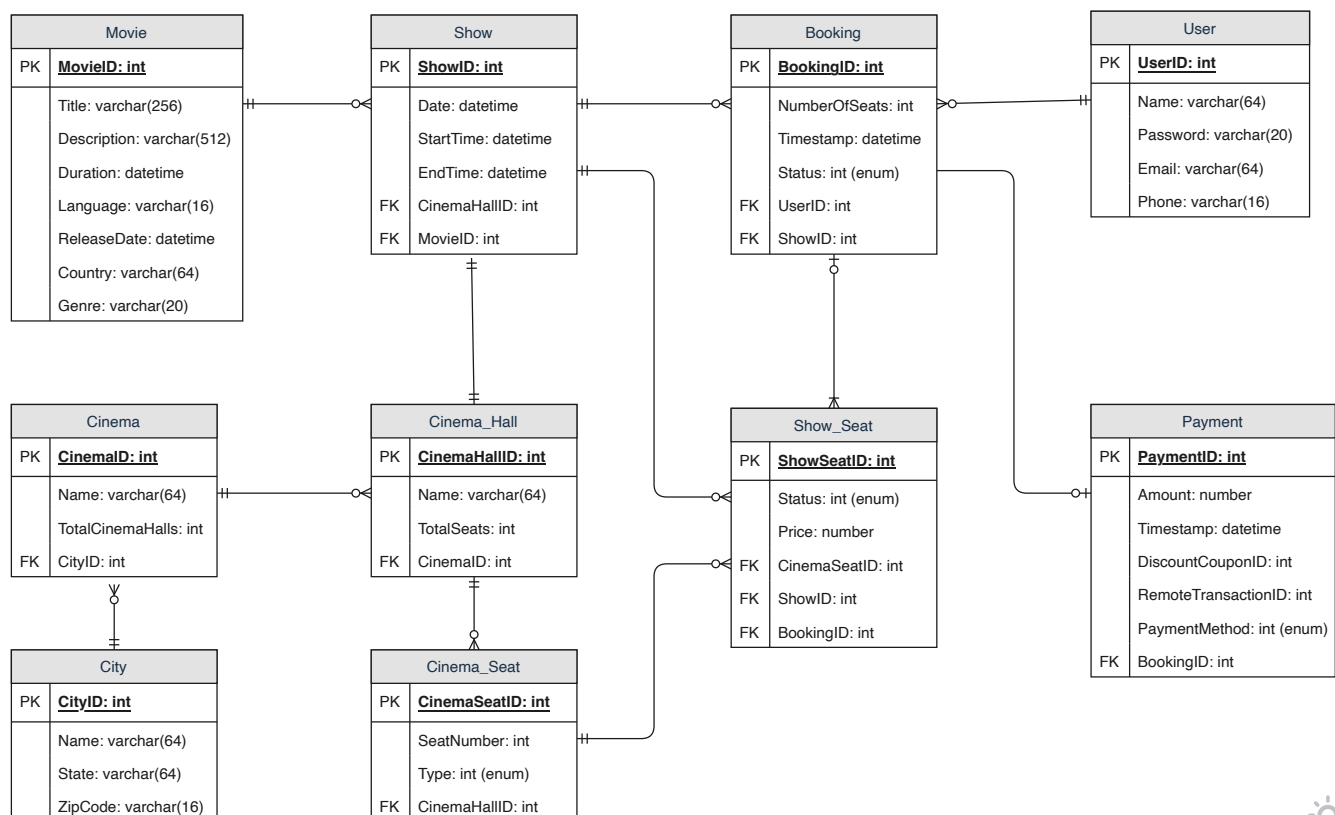 Movie
PK MovieID: int
Title: varchar(256)
Description: varchar(512)
Duration: datetime
Language: varchar(16)
ReleaseDate: datetime
Country: varchar(64)
Genre: varchar(20)
Show
PK ShowID: int
Date: datetime
StartTime: datetime
EndTime: datetime
FK CinemaHallID: int
FK MovieID: int
Booking
PK BookingID: int
NumberOfSeats: int
Timestamp: datetime
Status: int (enum)
FK UserID: int
FK ShowID: int
User
PK UserID: int
Name: varchar(64)
Password: varchar(20)
Email: varchar(64)
Phone: varchar(16)
Cinema
PK CinemaID: int
Name: varchar(64)
TotalCinemaHalls: int
FK CityID: int
Cinema_Hall
PK CinemaHallID: int
Name: varchar(64)
TotalSeats: int
FK CinemaID: int
Show_Seat
PK ShowSeatID: int
Status: int (enum)
Price: number
FK CinemaSeatID: int
FK ShowID: int
FK BookingID: int
Payment
PK PaymentID: int
Amount: number
Timestamp: datetime
DiscountCouponID: int
RemoteTransactionID: int
PaymentMethod: int (enum)
FK BookingID: int
City
PK CityID: int
Name: varchar(64)
State: varchar(64)
ZipCode: varchar(16)
Cinema_Seat
PK CinemaSeatID: int
SeatNumber: int
Type: int (enum)
FK CinemaHallID: int